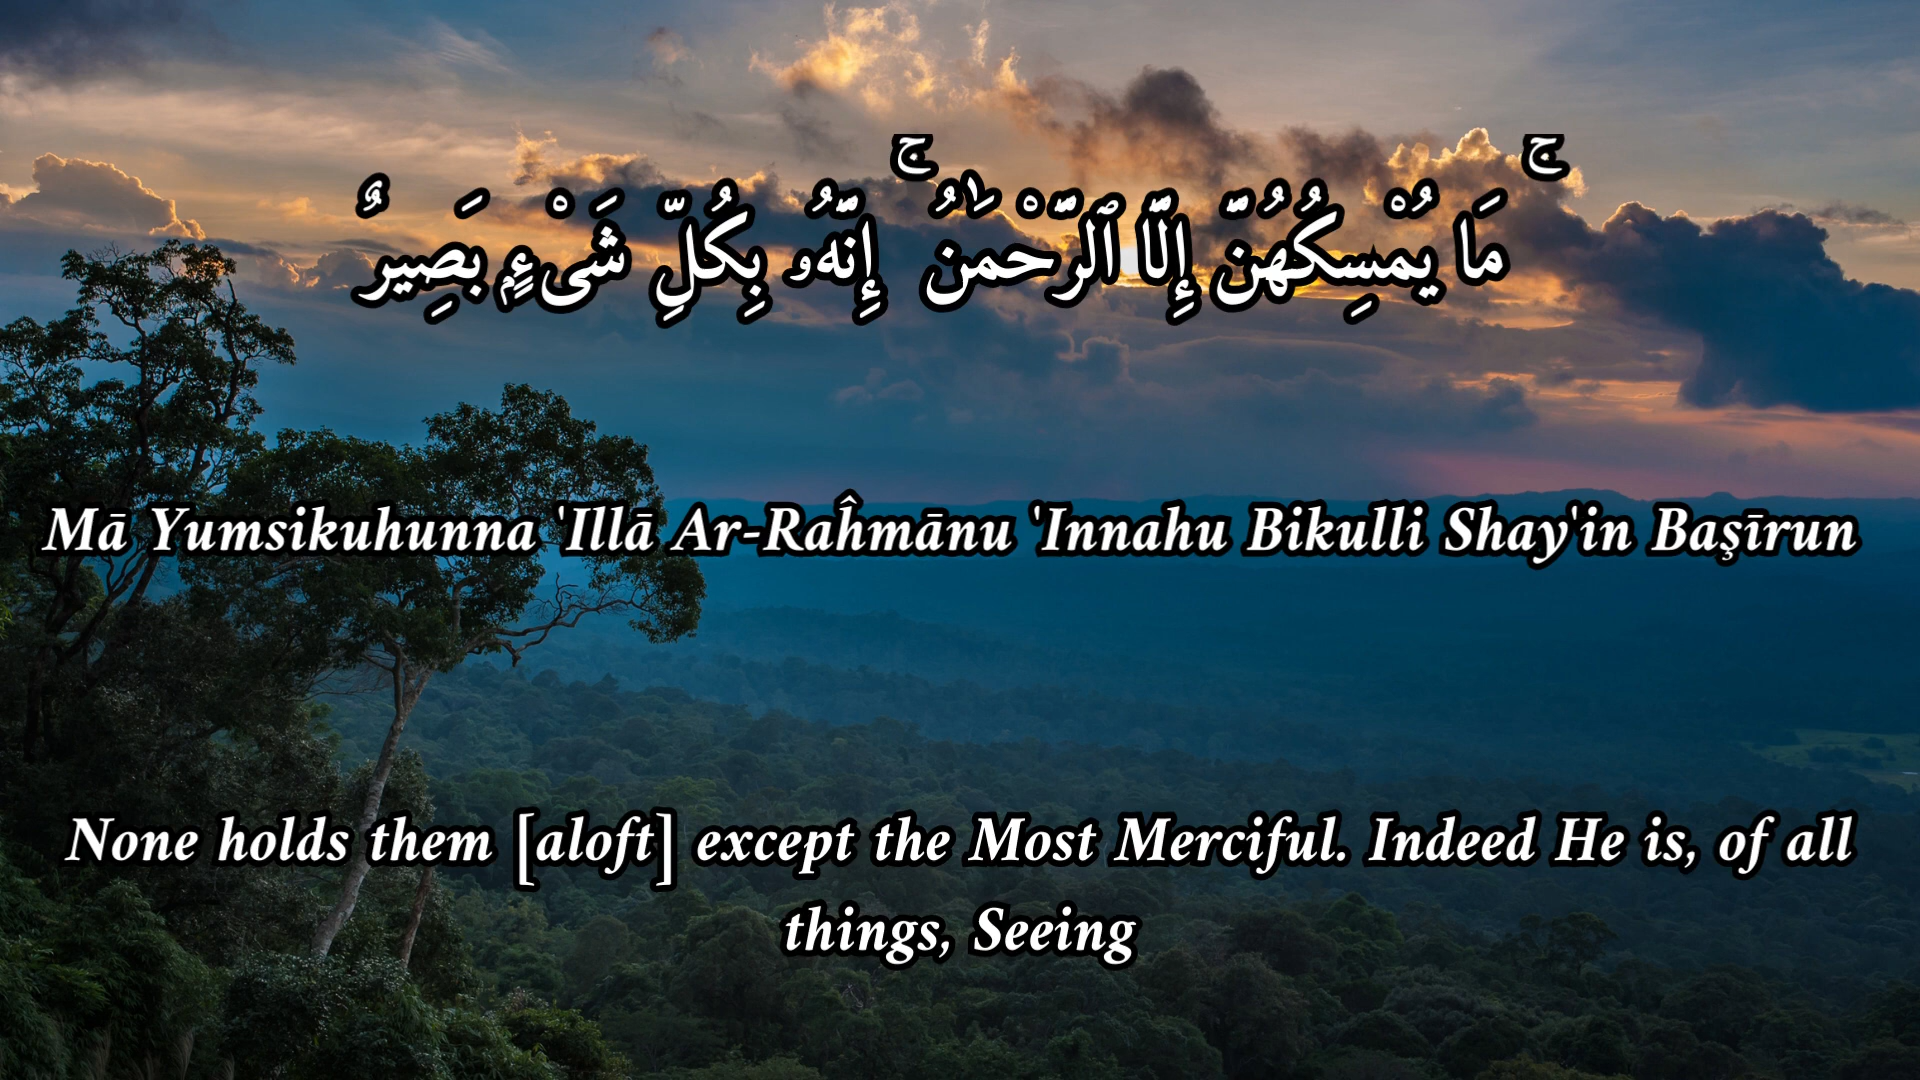 ۚ مَا يُمْسِكُهُنَّ إِلَّا ٱلرَّحْمَـٰنُ ۚ إِنَّهُۥ بِكُلِّ شَىْءٍۭ بَصِيرٌ
Mā Yumsikuhunna 'Illā Ar-Raĥmānu 'Innahu Bikulli Shay'in Başīrun
None holds them [aloft] except the Most Merciful. Indeed He is, of all
things, Seeing